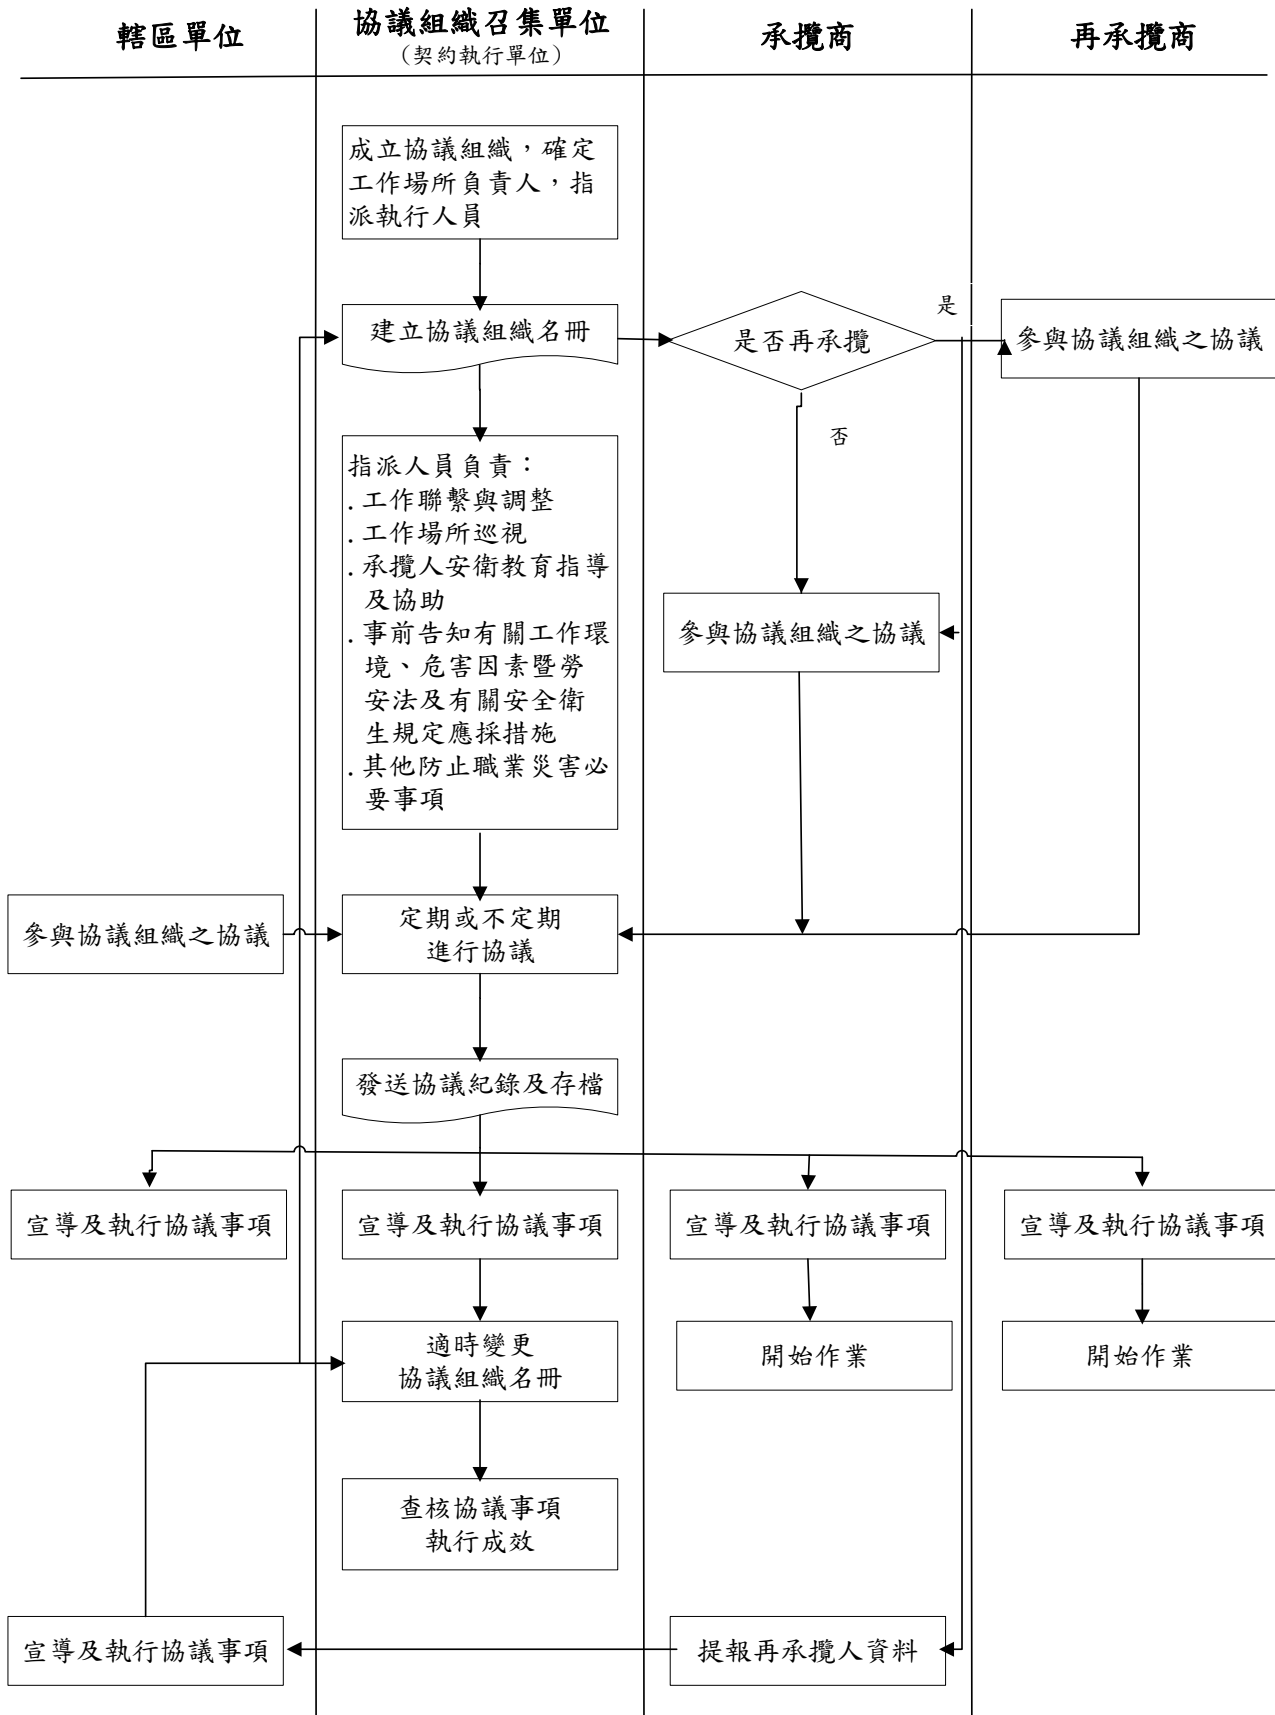 轄區單位
協議組織召集單位
（契約執行單位）
承攬商
再承攬商
成立協議組織，確定
工作場所負責人，指
派執行人員
建立協議組織名冊
是否再承攬
是
參與協議組織之協議
否
指派人員負責：
.工作聯繫與調整
.工作場所巡視
.承攬人安衛教育指導
及協助
.事前告知有關工作環
境、危害因素暨勞
安法及有關安全衛
生規定應採措施
.其他防止職業災害必
要事項
參與協議組織之協議
參與協議組織之協議
定期或不定期
進行協議
發送協議紀錄及存檔
宣導及執行協議事項
宣導及執行協議事項
宣導及執行協議事項
宣導及執行協議事項
適時變更
協議組織名冊
開始作業
開始作業
查核協議事項
執行成效
宣導及執行協議事項
提報再承攬人資料